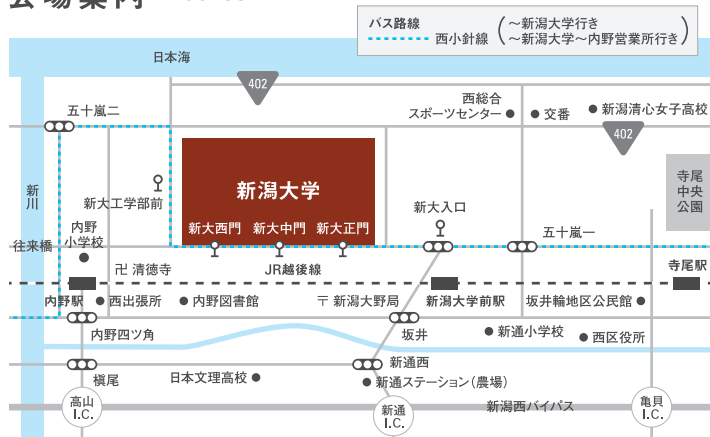 会場案内
バス路線
西小針線
〜新潟大学行き
〜新潟大学〜内野営業所行き
日本海
402
五十嵐二
西総合
スポーツセンター
交番
新潟清心女子高校
402
新川
新大工学部前
新潟大学
新大西門
新大中門
新大正門
新大入口
五十嵐一
寺尾
中央
公園
往来橋
内野
小学校
卍 清徳寺
JR越後線
寺尾駅
内野駅
西出張所
内野図書館
〒新潟大野局
新潟大学前駅
坂井輪地区公民館
内野四ツ角
坂井
新通小学校
西区役所
槇尾
日本文理高校
新通西
新通ステーション(農場)
高山
I.C.
新通
I.C.
新潟西バイパス
亀貝
I.C.